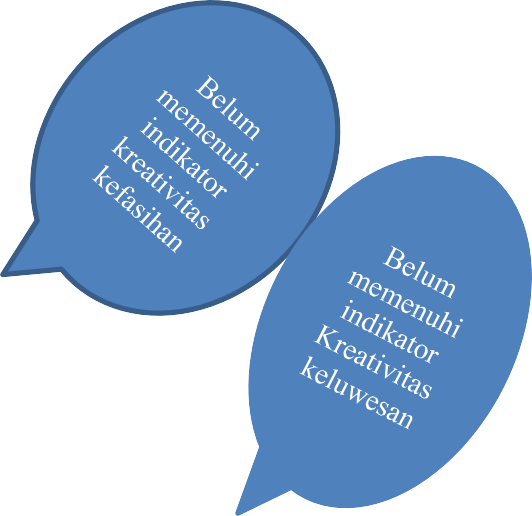 Belum
memenuhi
indikator
kreativitas
kefasihan
Belum
memenuhi
indikator
Kreativitas
keluwesan